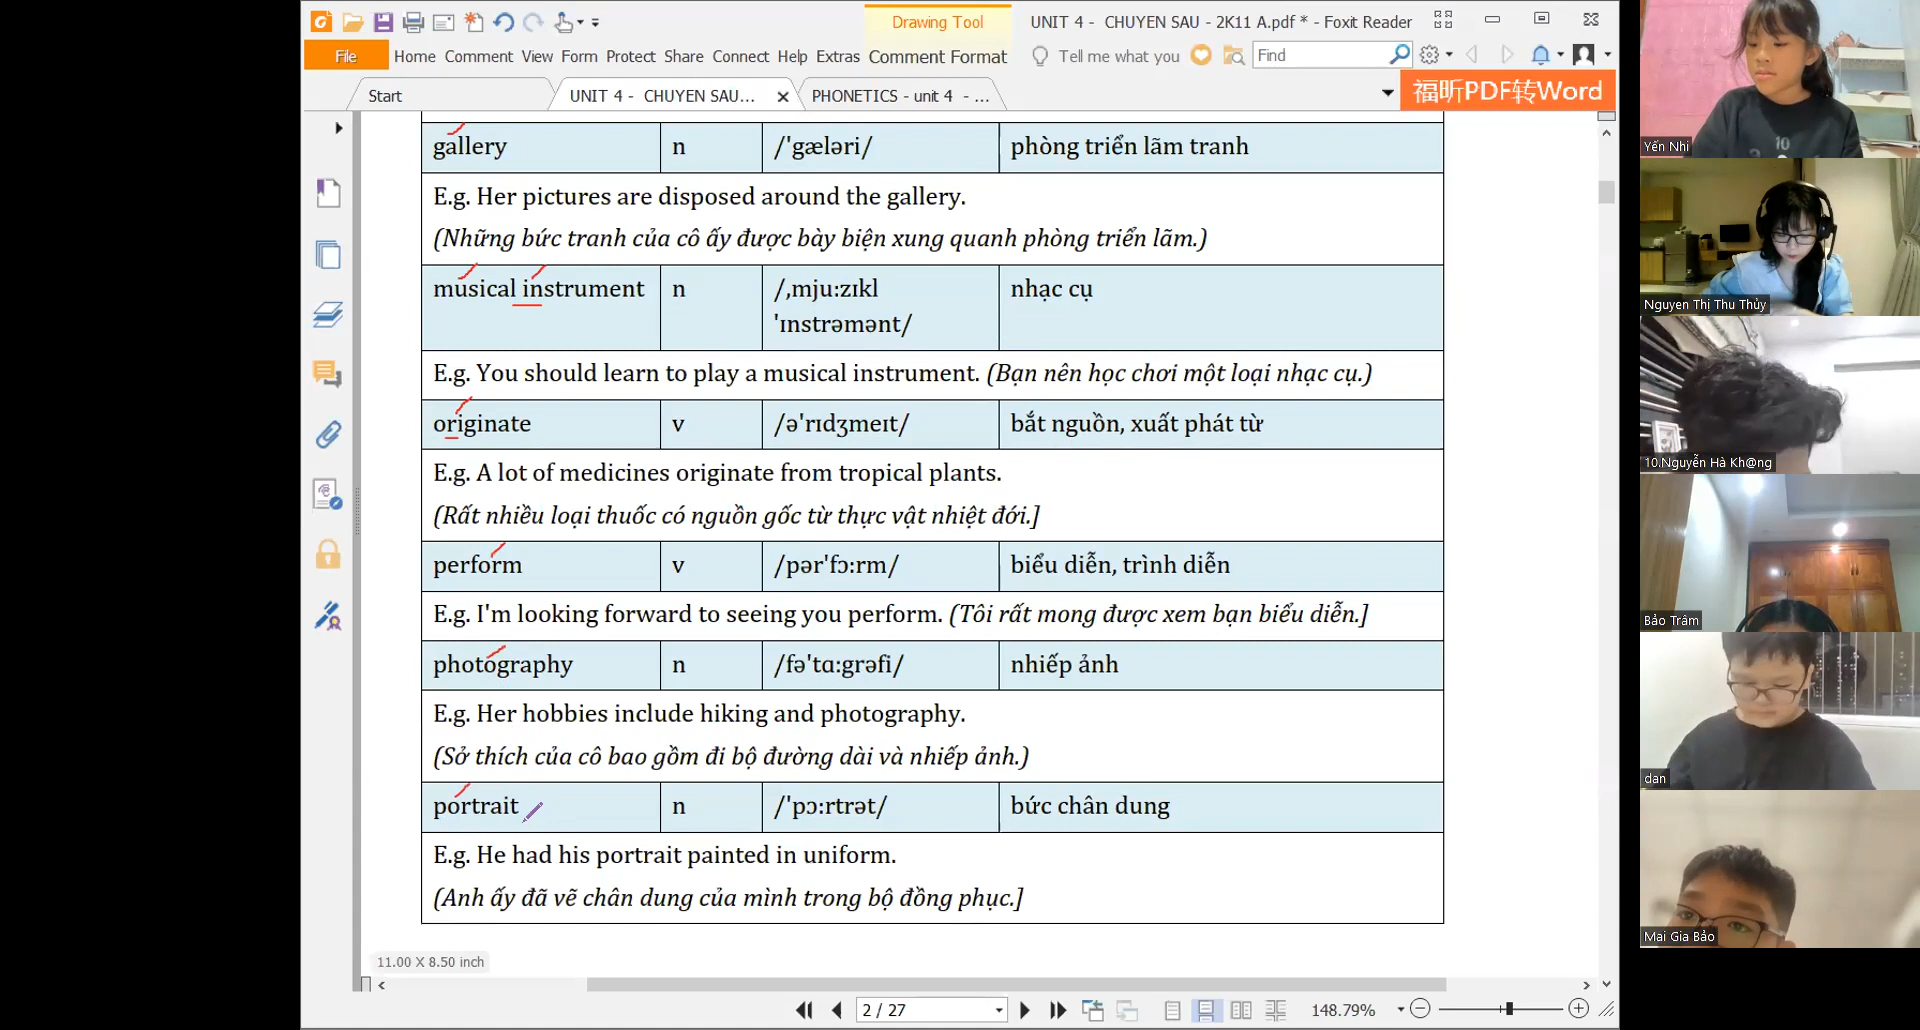 Drawing Tool
UNIT 4 - CHUYEN SAU - 2K11 A.pdf * - Foxit Reader
File Home Comment View Form Protect Share Connect Help Extras Comment Format Tell me what you Find
Start UNIT 4 - CHUYEN SAU... PHONETICS - unit 4 - ... 福昕PDF转Word
gallery n /'gæləri/ phòng triển lãm tranh
E.g. Her pictures are disposed around the gallery.
(Những bức tranh của cô ấy được bày biện xung quanh phòng triển lãm.)
musical instrument n /,mju:zɪkl nhạc cụ
'ɪnstrəmənt/
E.g. You should learn to play a musical instrument. (Bạn nên học chơi một loại nhạc cụ.)
originate v /ə'rɪdʒmeɪt/ bắt nguồn, xuất phát từ
E.g. A lot of medicines originate from tropical plants.
(Rất nhiều loại thuốc có nguồn gốc từ thực vật nhiệt đới.]
perform v /pər'fɔ:rm/ biểu diễn, trình diễn
E.g. I'm looking forward to seeing you perform. (Tôi rất mong được xem bạn biểu diễn.]
photography n /fə'tɑ:grəfi/ nhiếp ảnh
E.g. Her hobbies include hiking and photography.
(Sở thích của cô bao gồm đi bộ đường dài và nhiếp ảnh.)
portrait n /'pɔ:rtrət/ bức chân dung
E.g. He had his portrait painted in uniform.
(Anh ấy đã vẽ chân dung của mình trong bộ đồng phục.]
11.00 X 8.50 inch
2 / 27 148.79%
10
Yến Nhi
Nguyen Thị Thu Thủy
10.Nguyễn Hà Kh@ng
Bảo Trâm
dan
Mai Gia Bảo